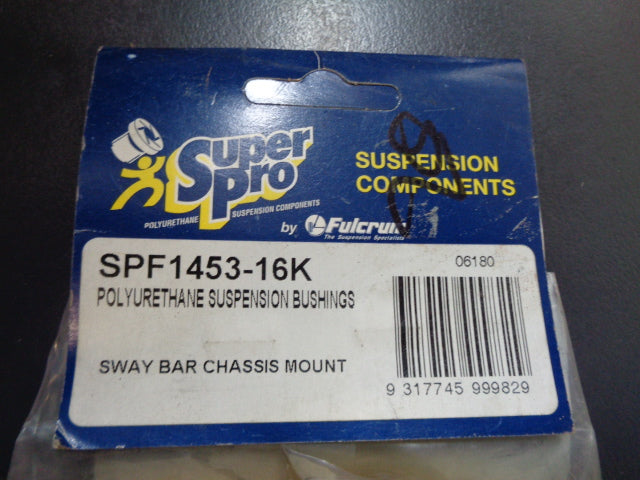 Super
Pro
POLYURETHANE SUSPENSION COMPONENTS
by Fulcrum
The Suspension Specialists
SUSPENSION
COMPONENTS
SPF1453-16K
POLYURETHANE SUSPENSION BUSHINGS
SWAY BAR CHASSIS MOUNT
06180
9 317745 999829